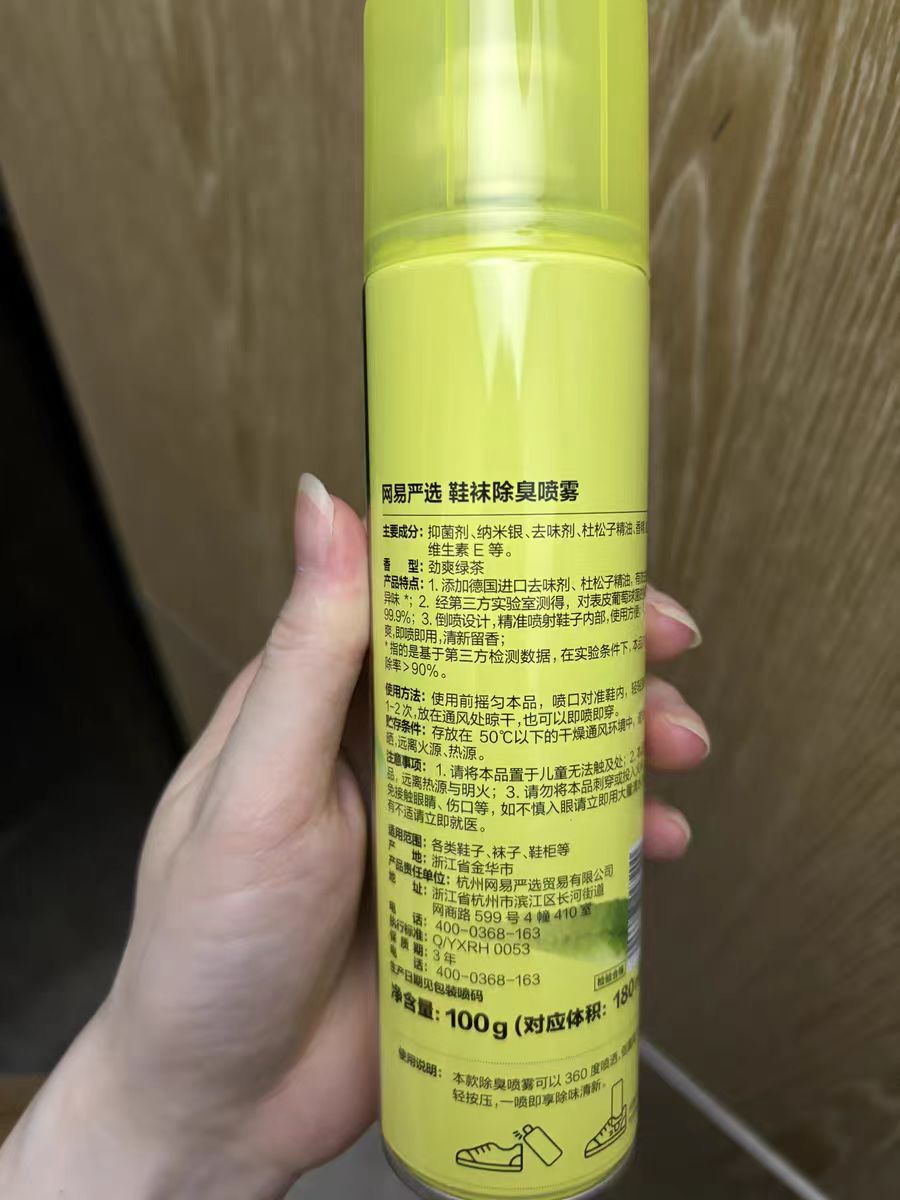 网易严选 鞋袜除臭喷雾
主要成分: 抑菌剂、纳米银、去味剂、杜松子精油、香精
维生素 E 等。
香 型: 劲爽绿茶
产品特点: 1. 添加德国进口去味剂、杜松子精油,
异味 *; 2. 经第三方实验室测得, 对表皮葡萄球菌
99.9%; 3. 倒喷设计, 精准喷射鞋子内部, 使用方便
爽, 即喷即用, 清新留香;
* 指的是基于第三方检测数据, 在实验条件下, 本品
除率>90%。
使用方法: 使用前摇匀本品, 喷口对准鞋内,
1-2 次, 放在通风处晾干, 也可以即喷即穿。
贮存条件: 存放在 50℃以下的干燥通风环境中,
晒, 远离火源、热源。
注意事项: 1. 请将本品置于儿童无法触及处; 2.
品, 远离热源与明火; 3. 请勿将本品刺穿或投入火
免接触眼睛、伤口等, 如不慎入眼请立即用大量清
有不适请立即就医。
适用范围: 各类鞋子、袜子、鞋柜等
产 地: 浙江省金华市
产品责任单位: 杭州网易严选贸易有限公司
地 址: 浙江省杭州市滨江区长河街道
网商路 599 号 4 幢 410 室
电 话: 400-0368-163
执行标准: Q/YXRH 0053
保 质 期: 3 年
电 话: 400-0368-163
生产日期见包装喷码
检验合格
净含量: 100g (对应体积: 180
使用说明: 本款除臭喷雾可以 360 度喷洒,
轻按压, 一喷即享除味清新。